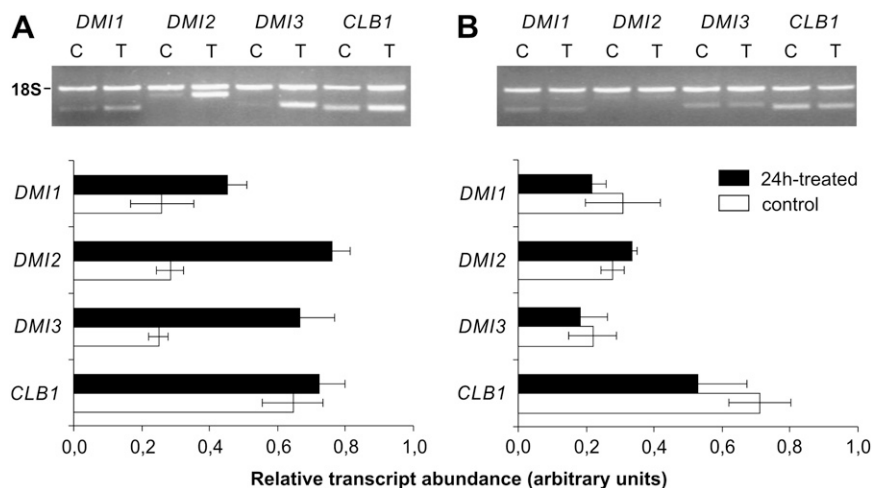 A DMI1 DMI2 DMI3 CLB1
C T C T C T C T
18S
DMI1
DMI2
DMI3
CLB1
0,0 0,2 0,4 0,6 0,8 1,0
B DMI1 DMI2 DMI3 CLB1
C T C T C T C T
24h-treated
control
DMI1
DMI2
DMI3
CLB1
0,0 0,2 0,4 0,6 0,8 1,0
Relative transcript abundance (arbitrary units)